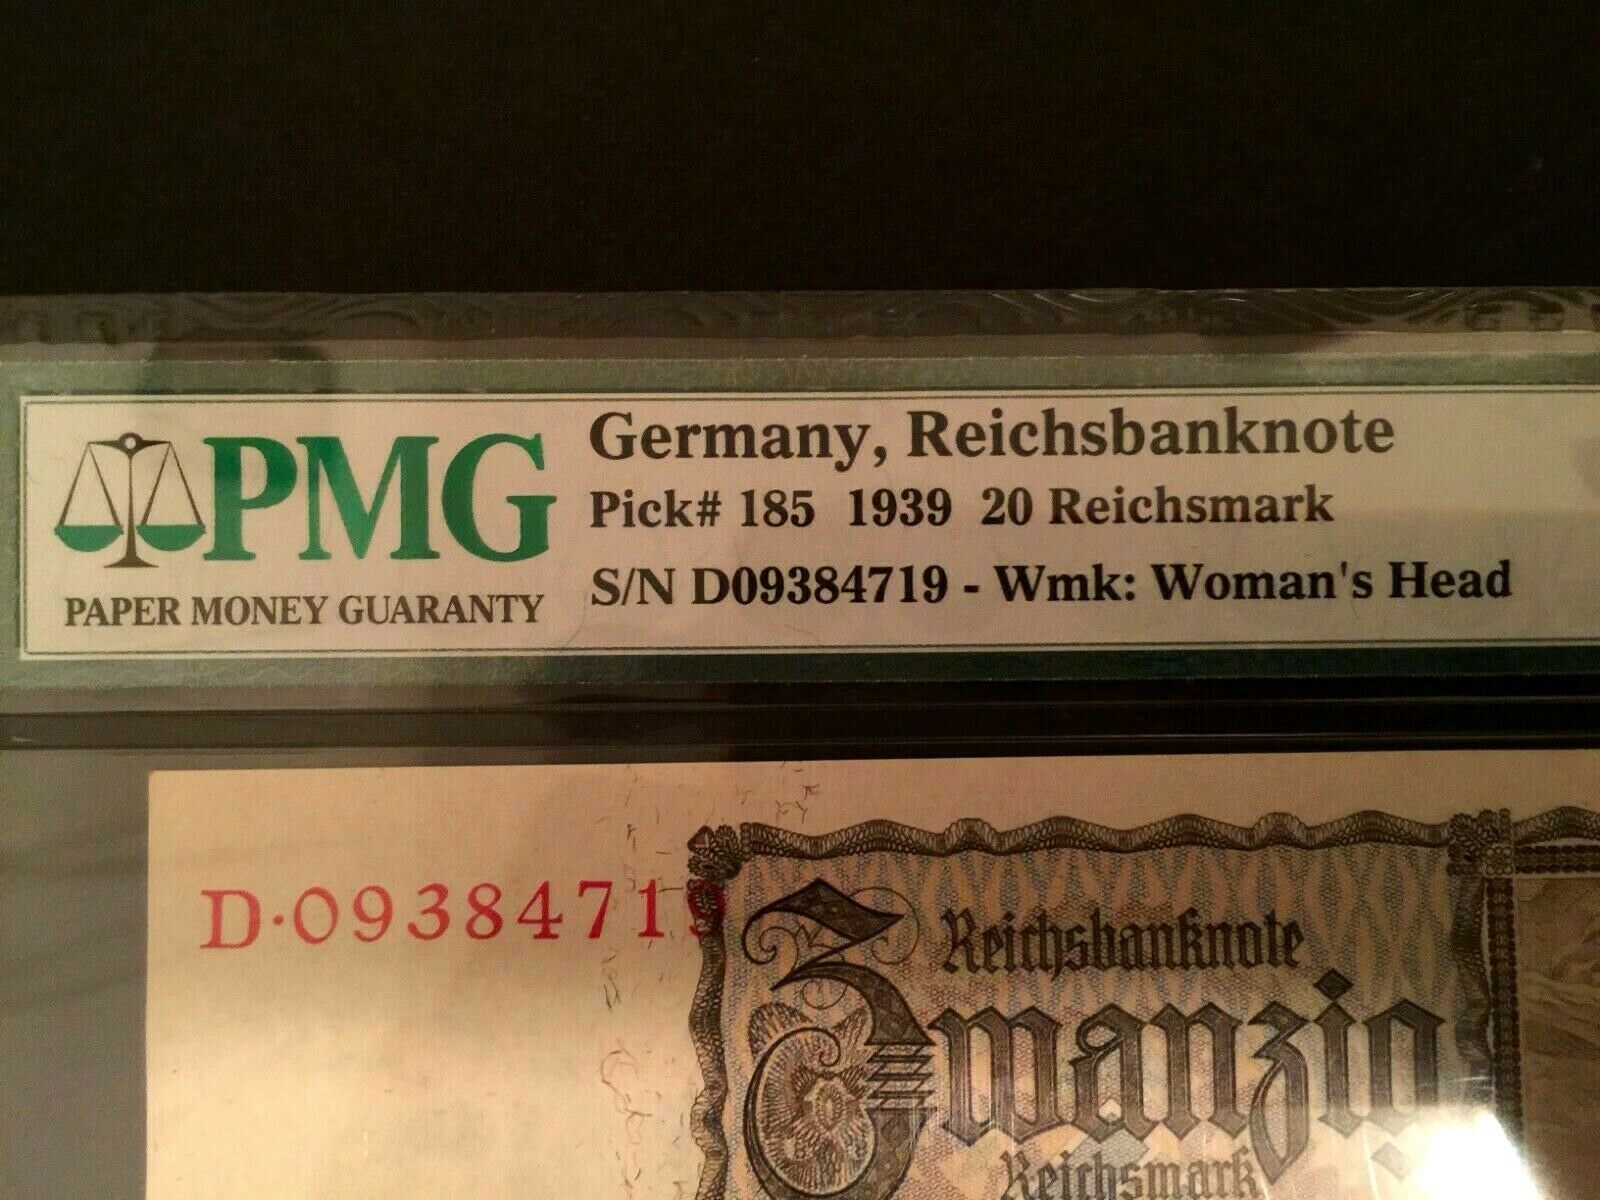 PMG
PAPER MONEY GUARANTY
Germany, Reichsbanknote
Pick# 185 1939 20 Reichsmark
S/N D09384719 - Wmk: Woman's Head
D·09384719
Reichsbanknote
Zwanzig
Reichsmark